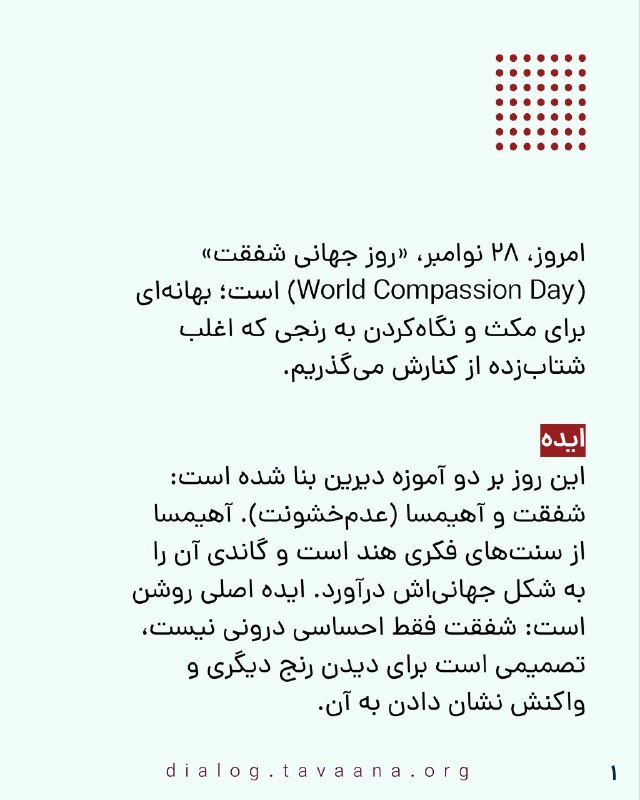 امروز، ۲۸ نوامبر، «روز جهانی شفقت»
(World Compassion Day) است؛ بهانه‌ای
برای مکث و نگاه‌کردن به رنجی که اغلب
شتاب‌زده از کنارش می‌گذریم.
ایده
این روز بر دو آموزه دیرین بنا شده است:
شفقت و آهیمسا (عدم‌خشونت). آهیمسا
از سنت‌های فکری هند است و گاندی آن را
به شکل جهانی‌اش درآورد. ایده اصلی روشن
است: شفقت فقط احساسی درونی نیست،
تصمیمی است برای دیدن رنج دیگری و
واکنش نشان دادن به آن.
dialog.tavaana.org
۱